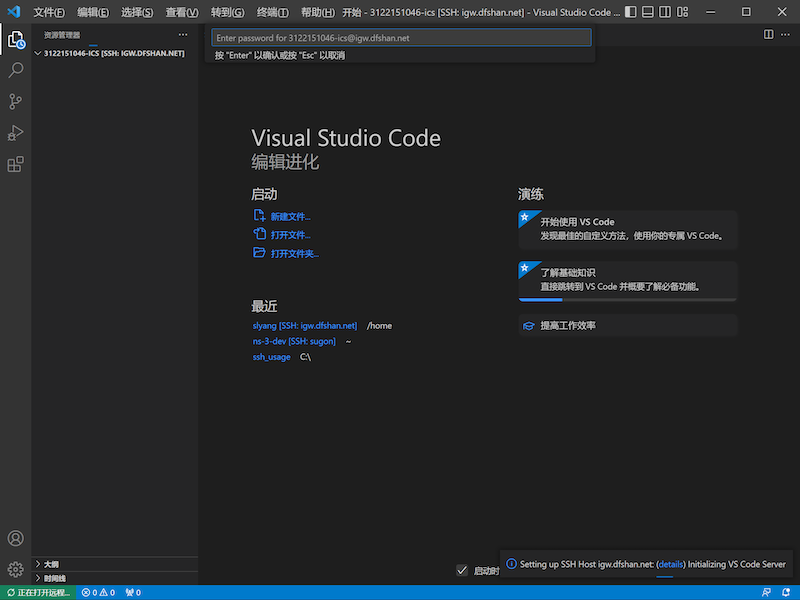 文件(F) 编辑(E) 选择(S) 查看(V) 转到(G) 终端(T) 帮助(H) 开始 - 3122151046-ics [SSH: igw.dfshan.net] - Visual Studio Code ...
资源管理器
Enter password for 3122151046-ics@igw.dfshan.net
3122151046-ICS [SSH: IGW.DFSHAN.NET]
按 "Enter" 以确认或按 "Esc" 以取消
Visual Studio Code
编辑进化
启动
新建文件...
打开文件...
打开文件夹...
最近
slyang [SSH: igw.dfshan.net] /home
ns-3-dev [SSH: sugon] ~
ssh_usage C:\
演练
开始使用 VS Code
发现最佳的自定义方法，使用你的专属 VS Code。
了解基础知识
直接跳转到 VS Code 并概要了解必备功能。
提高工作效率
启动时
Setting up SSH Host igw.dfshan.net: (details) Initializing VS Code Server
大纲
时间线
正在打开远程... 0 0 0